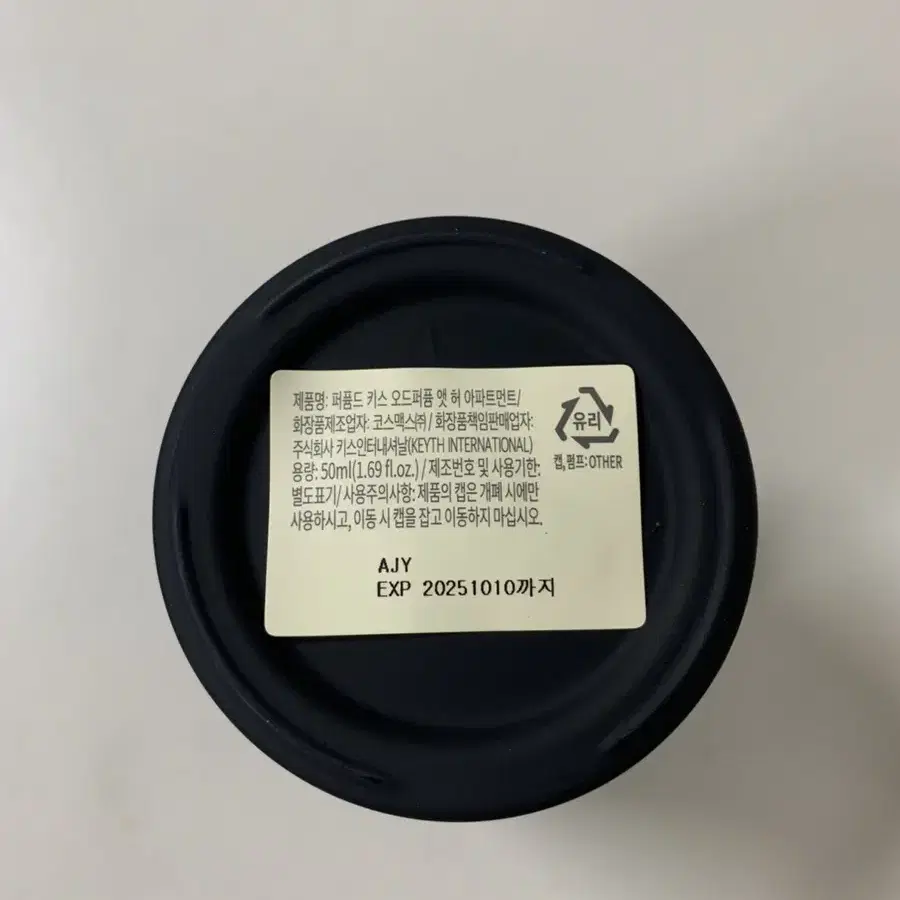 제품명: 퍼퓸드 키스 오드퍼퓸 앳 허 아파트먼트/
화장품제조업자: 코스맥스㈜/ 화장품책임판매업자:
주식회사 키스인터내셔날(KEYTH INTERNATIONAL)
용량: 50ml(1.69 fl.oz.) / 제조번호 및 사용기한:
별도표기/ 사용주의사항: 제품의 캡은 개폐 시에만
사용하시고, 이동 시 캡을 잡고 이동하지 마십시오.
유리
캡, 펌프: OTHER
AJY
EXP 20251010까지